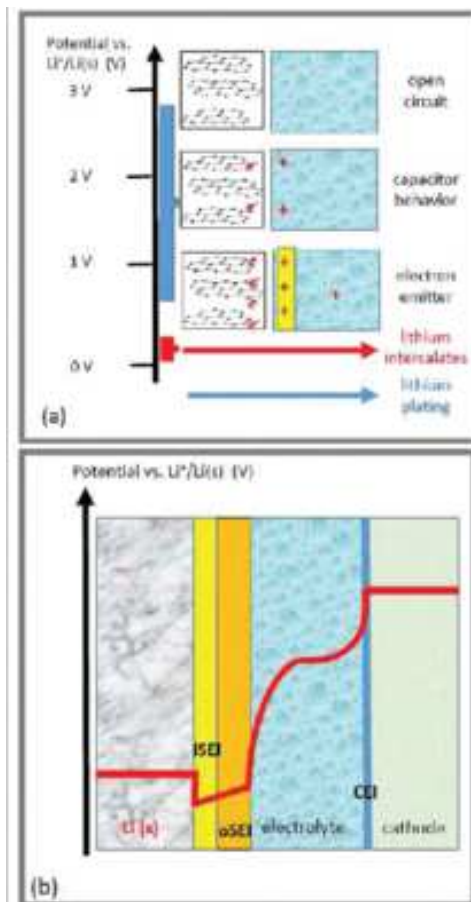 Potential vs.
Li⁺/Li(s) (V)
3 V
open
circuit
2 V
capacitor
behavior
1 V
electron
emitter
lithium
intercalates
0 V
lithium
plating
(a)
Potential vs. Li⁺/Li(s) (V)
iSEI
CEI
Li (s)
oSEI
electrolyte
cathode
(b)